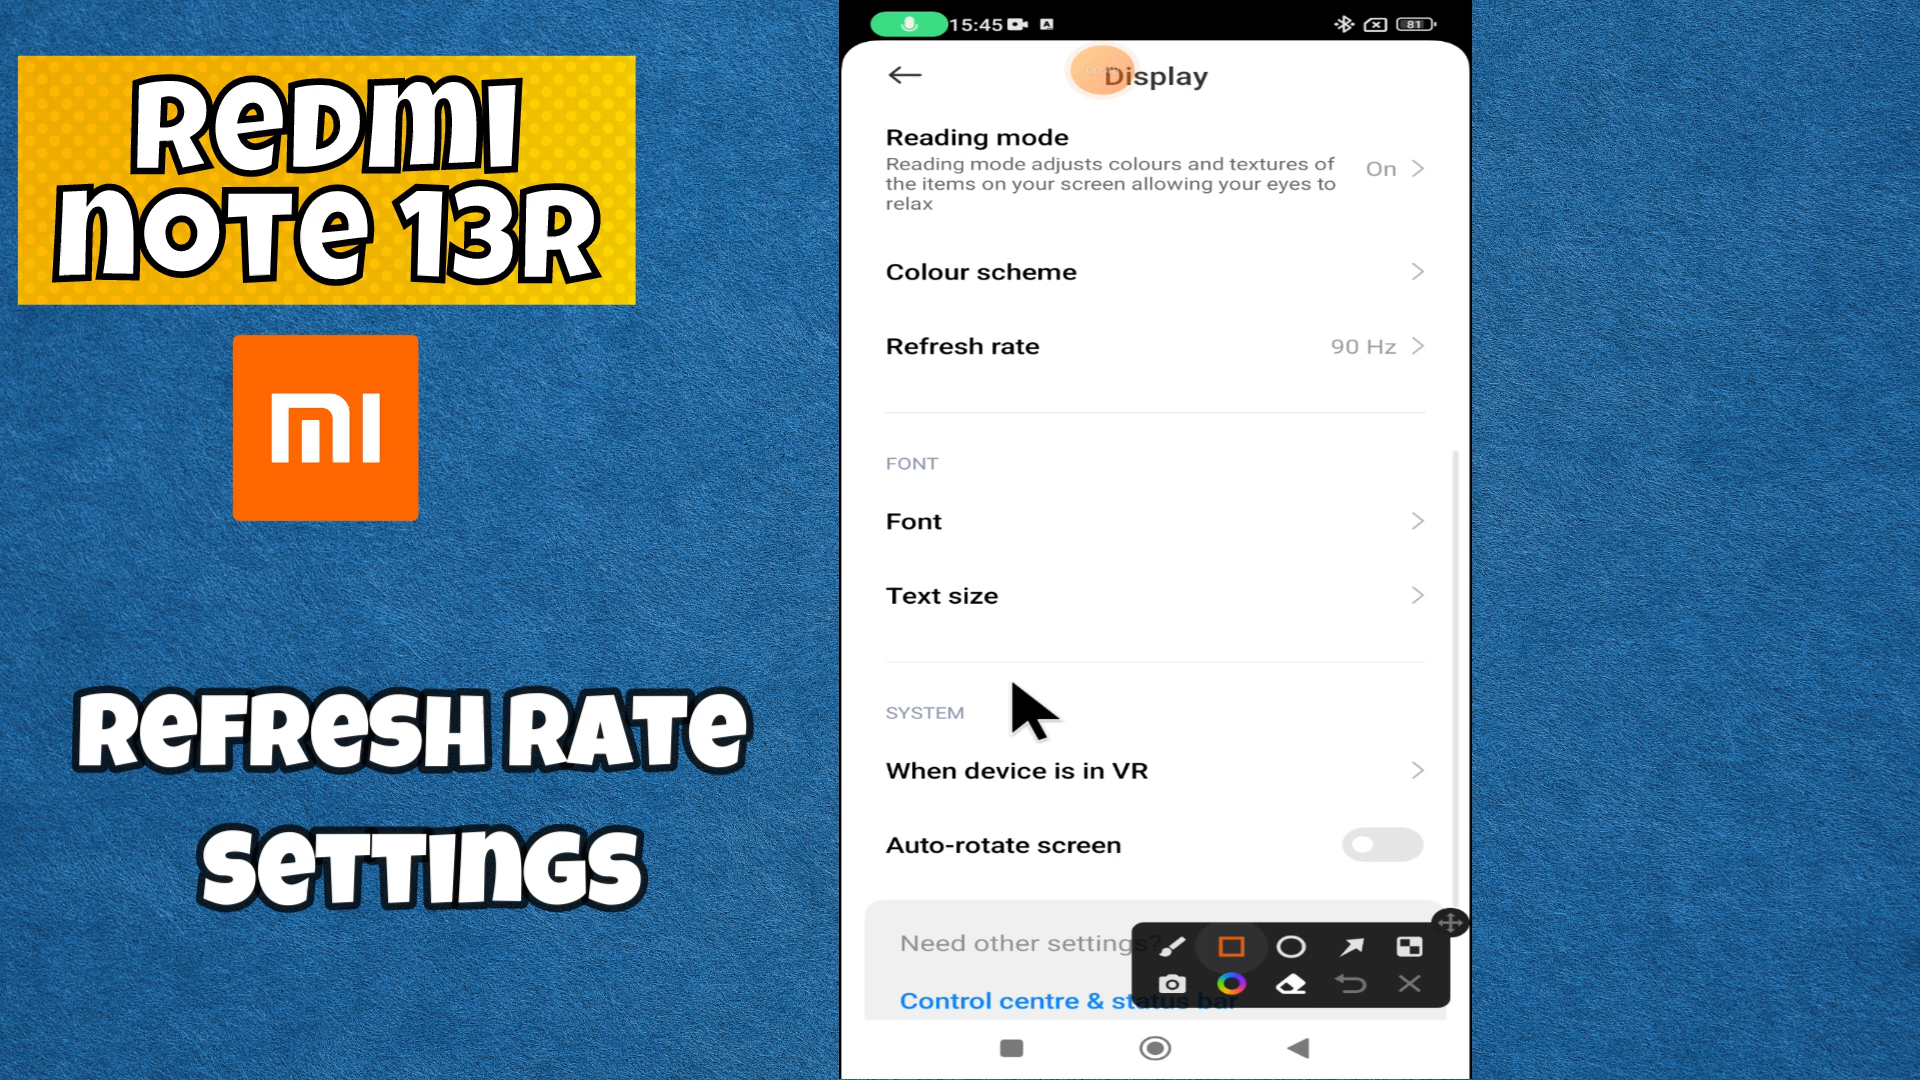 Redmi
note 13R
mi
Refresh Rate
Settings
15:45
A
81
Display
Reading mode
Reading mode adjusts colours and textures of
the items on your screen allowing your eyes to
relax
On
Colour scheme
Refresh rate
90 Hz
FONT
Font
Text size
SYSTEM
When device is in VR
Auto-rotate screen
Need other settings?
Control centre & status bar